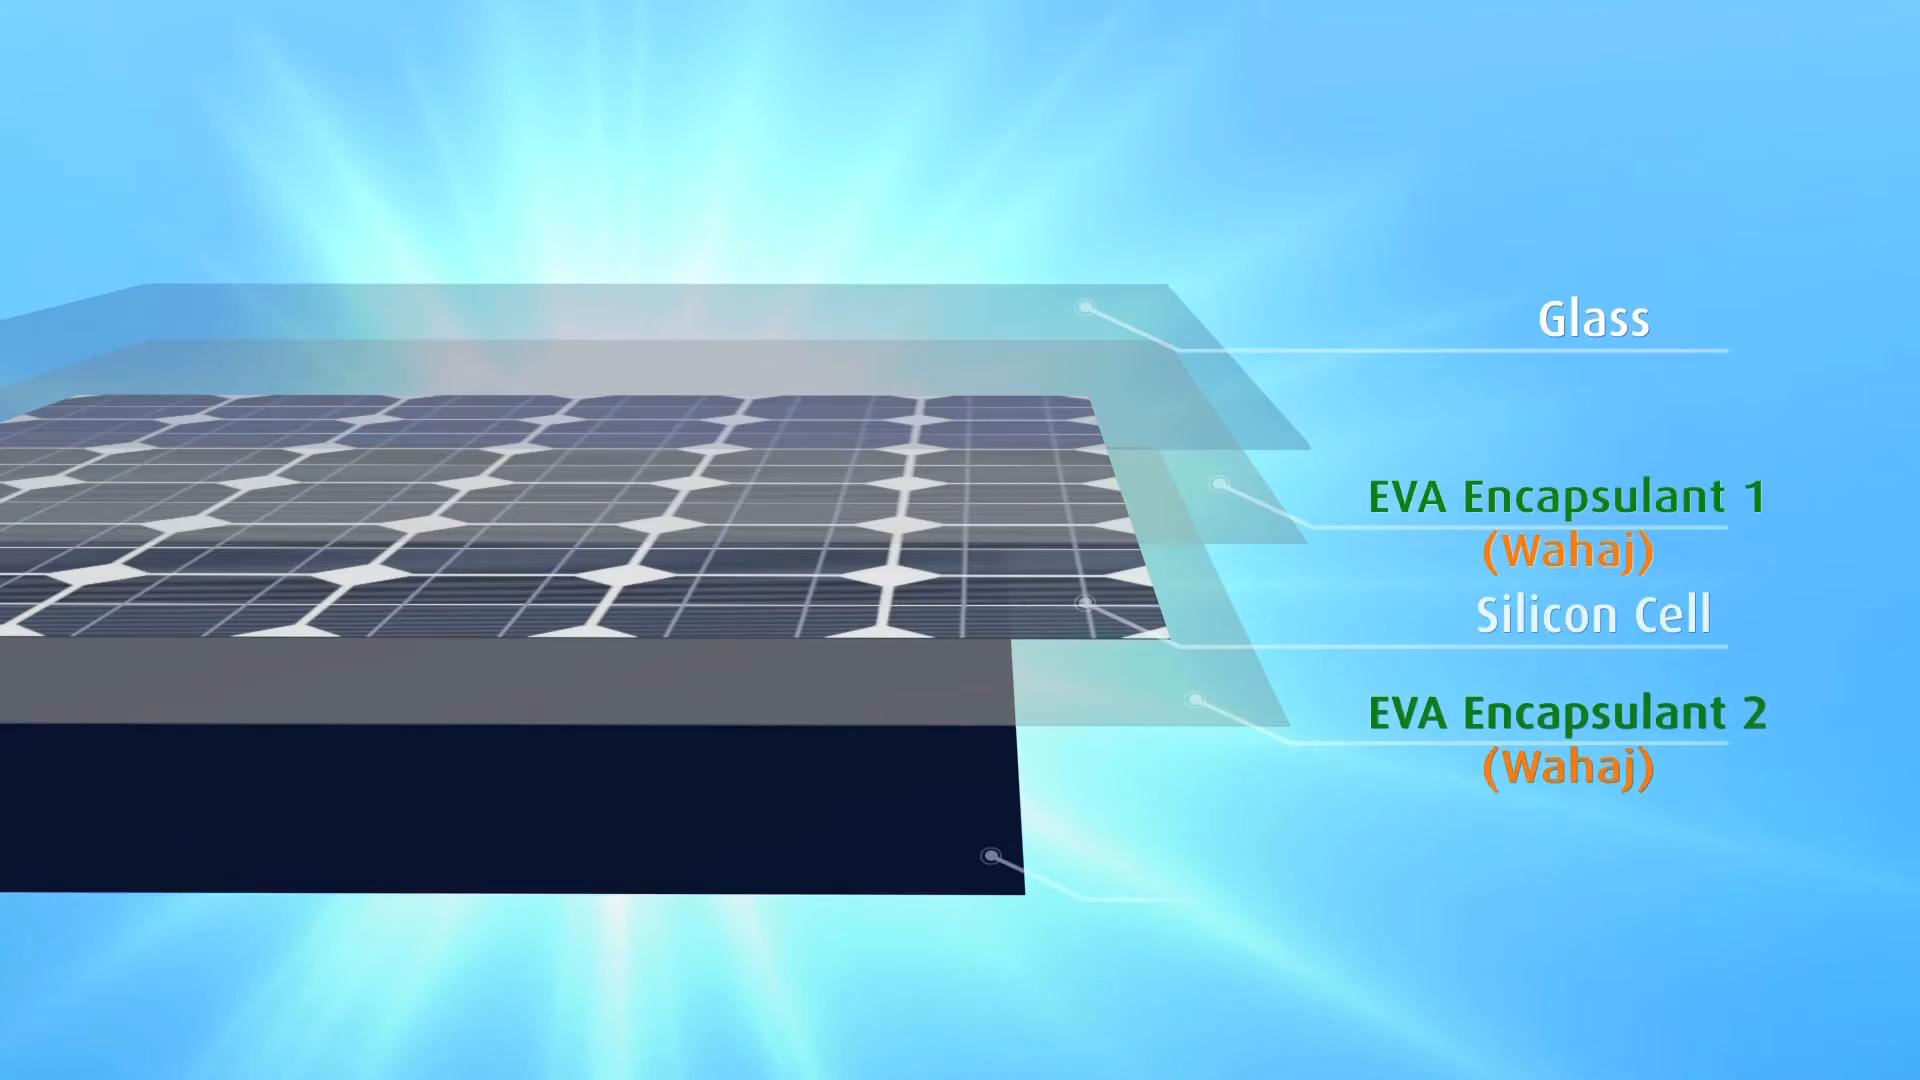 Glass
EVA Encapsulant 1
(Wahaj)
Silicon Cell
EVA Encapsulant 2
(Wahaj)